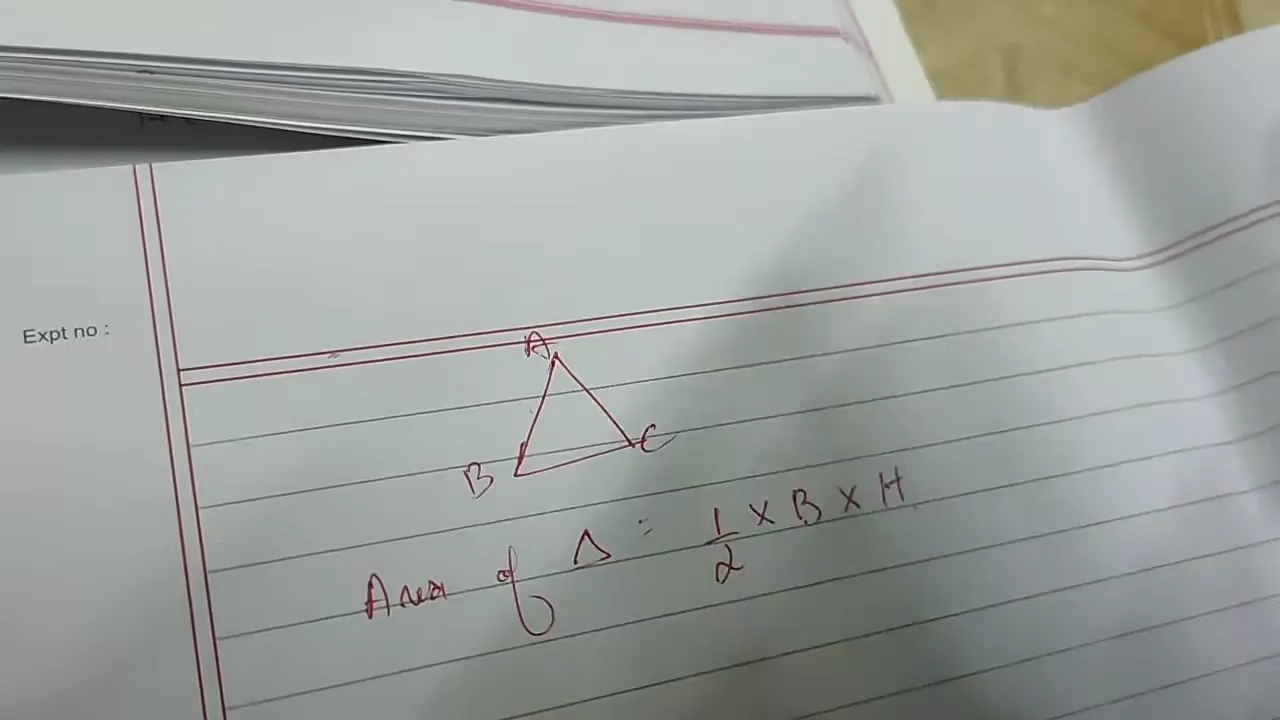 Expt no :
A
B
C
Area of Δ = 1/2 × B × H